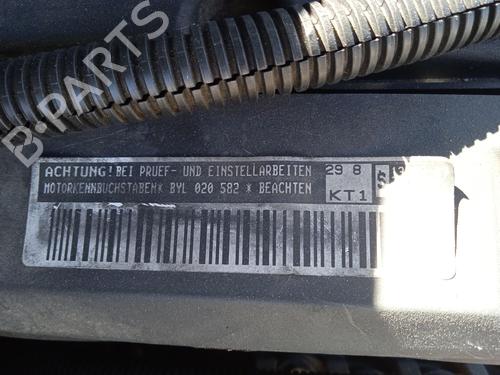 B-PARTS
ACHTUNG! BEI PRUEF- UND EINSTELLARBEITEN
MOTORKENNBUCHSTABEN* BYL 020 582 * BEACHTEN
29 8
KT1